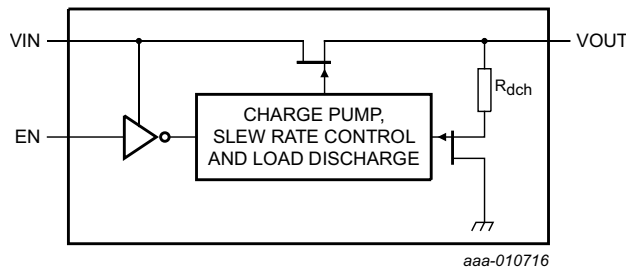 VIN
VOUT
Rdch
EN
CHARGE PUMP,
SLEW RATE CONTROL
AND LOAD DISCHARGE
aaa-010716